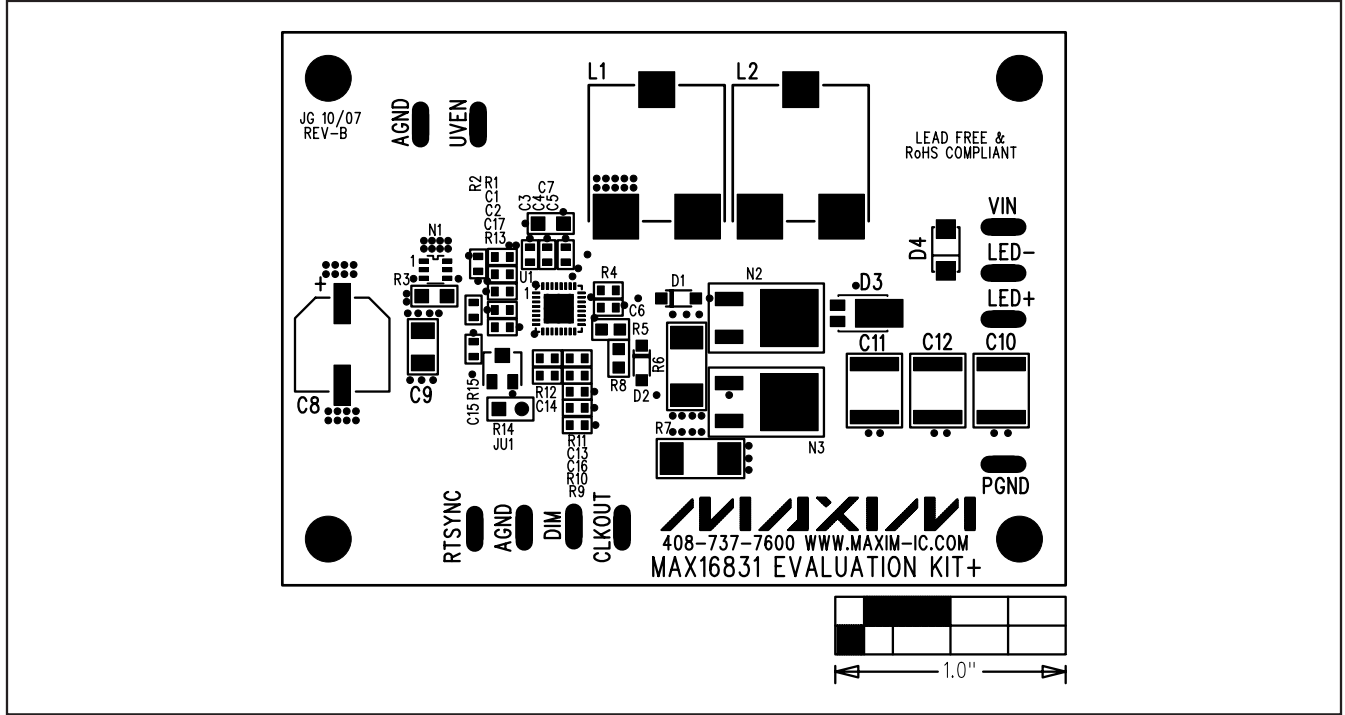 L1
L2
JG 10/07
REV-B
AGND
UVEN
LEAD FREE &
RoHS COMPLIANT
R2
R1
C1
C2
C17
R13
C3
C4
C7
C5
VIN
N1
1
D4
LED-
+
R3
U1
1
R4
D1
N2
D3
LED+
C6
R5
C11
C12
C10
R6
R8
D2
C8
C9
C15
R15
R12
C14
R14
JU1
R11
C13
C16
R10
R9
R7
N3
PGND
RTSYNC
AGND
DIM
CLKOUT
MAXIM
408-737-7600 WWW.MAXIM-IC.COM
MAX16831 EVALUATION KIT+
1.0"